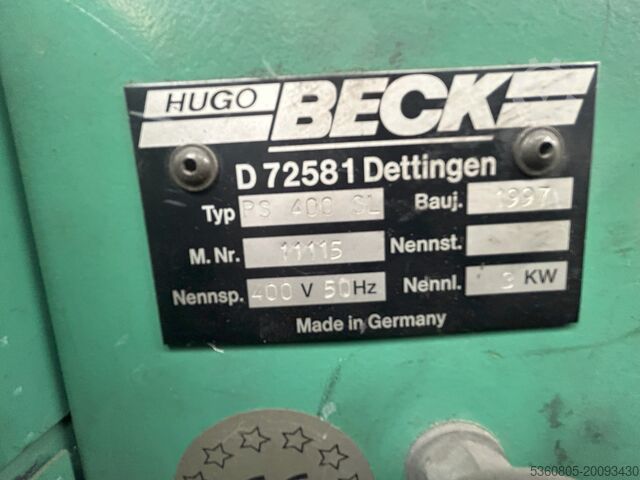 HUGO BECK
D 72581 Dettingen
Typ PS 400 SL Bauj. 1997
M. Nr. 11115 Nennst.
Nennsp. 400 V 50 Hz Nennl. 3 KW
Made in Germany
5360805-20093430